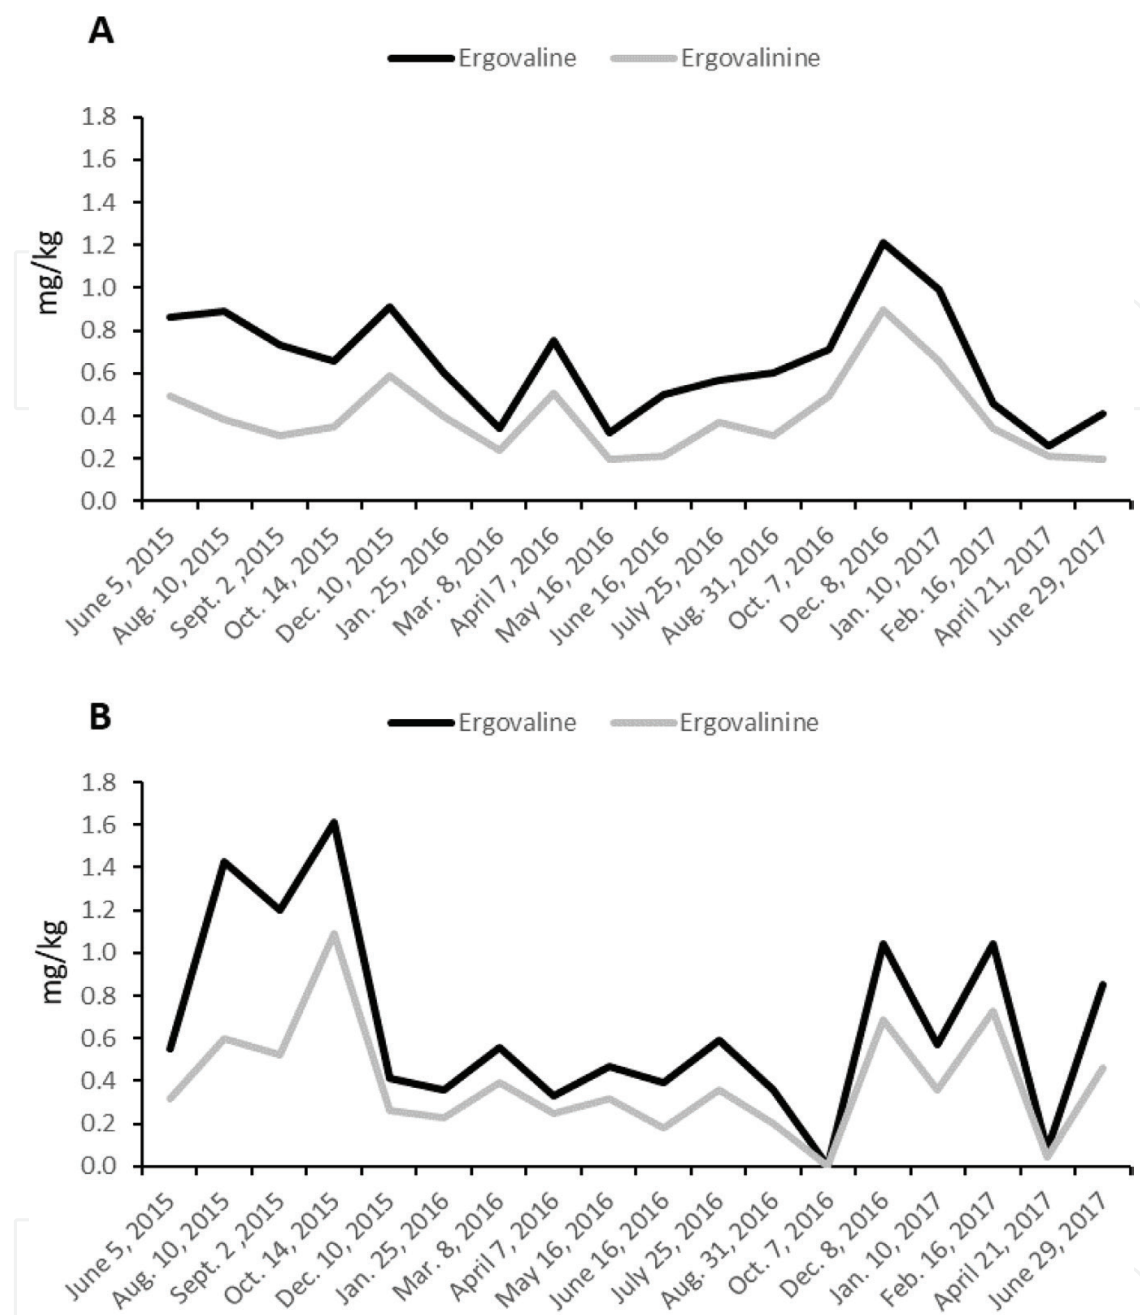 A
Ergovaline Ergovalinine
1.8
1.6
1.4
1.2
1.0
0.8
0.6
0.4
0.2
0.0
mg/kg
June 5, 2015
Aug. 10, 2015
Sept. 2, 2015
Oct. 14, 2015
Dec. 10, 2015
Jan. 25, 2016
Mar. 8, 2016
April 7, 2016
May 16, 2016
June 16, 2016
July 25, 2016
Aug. 31, 2016
Oct. 7, 2016
Dec. 8, 2016
Jan. 10, 2017
Feb. 16, 2017
April 21, 2017
June 29, 2017
B
Ergovaline Ergovalinine
1.8
1.6
1.4
1.2
1.0
0.8
0.6
0.4
0.2
0.0
mg/kg
June 5, 2015
Aug. 10, 2015
Sept. 2, 2015
Oct. 14, 2015
Dec. 10, 2015
Jan. 25, 2016
Mar. 8, 2016
April 7, 2016
May 16, 2016
June 16, 2016
July 25, 2016
Aug. 31, 2016
Oct. 7, 2016
Dec. 8, 2016
Jan. 10, 2017
Feb. 16, 2017
April 21, 2017
June 29, 2017